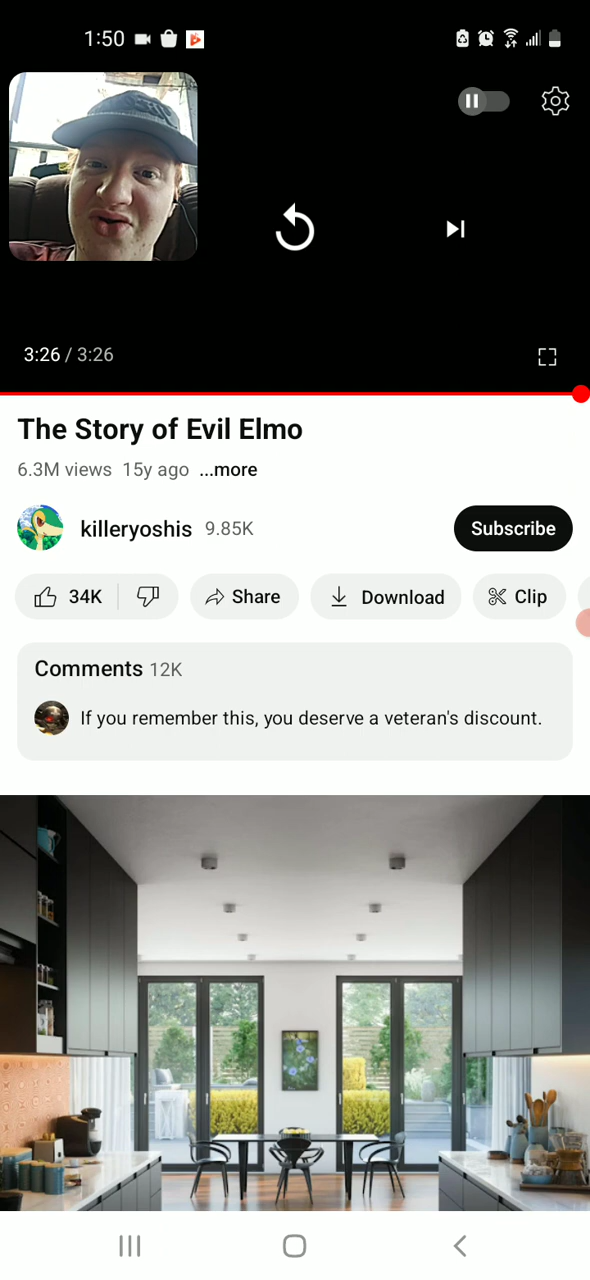 1:50
3:26 / 3:26
The Story of Evil Elmo
6.3M views 15y ago ...more
killeryoshis 9.85K
Subscribe
34K
Share
Download
Clip
Comments 12K
If you remember this, you deserve a veteran's discount.